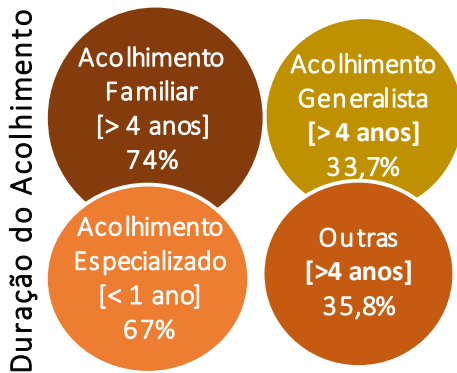 Duração do Acolhimento
Acolhimento
Familiar
[> 4 anos]
74%
Acolhimento
Generalista
[> 4 anos]
33,7%
Acolhimento
Especializado
[< 1 ano]
67%
Outras
[>4 anos]
35,8%